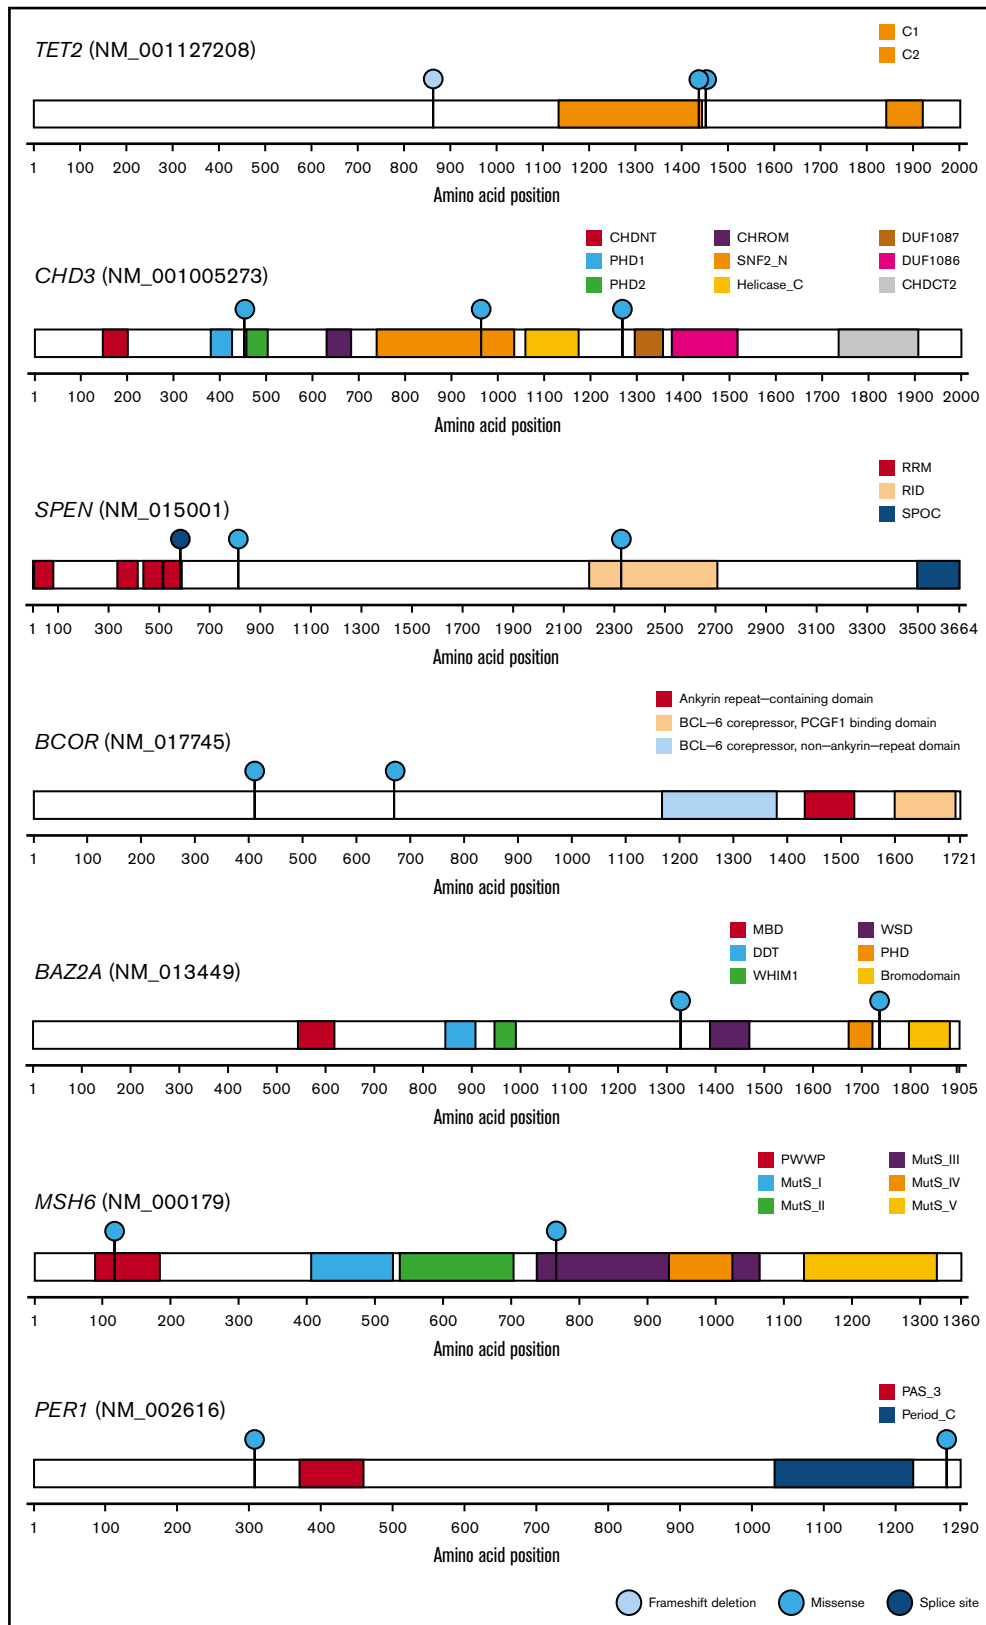 TET2 (NM_001127208)
C1
C2
1 100 200 300 400 500 600 700 800 900 1000 1100 1200 1300 1400 1500 1600 1700 1800 1900 2000
Amino acid position
CHD3 (NM_001005273)
CHDNT CHROM DUF1087
PHD1 SNF2_N DUF1086
PHD2 Helicase_C CHDCT2
1 100 200 300 400 500 600 700 800 900 1000 1100 1200 1300 1400 1500 1600 1700 1800 1900 2000
Amino acid position
SPEN (NM_015001)
RRM
RID
SPOC
1 100 300 500 700 900 1100 1300 1500 1700 1900 2100 2300 2500 2700 2900 3100 3300 3500 3664
Amino acid position
BCOR (NM_017745)
Ankyrin repeat–containing domain
BCL–6 corepressor, PCGF1 binding domain
BCL–6 corepressor, non–ankyrin–repeat domain
1 100 200 300 400 500 600 700 800 900 1000 1100 1200 1300 1400 1500 1600 1721
Amino acid position
BAZ2A (NM_013449)
MBD WSD
DDT PHD
WHIM1 Bromodomain
1 100 200 300 400 500 600 700 800 900 1000 1100 1200 1300 1400 1500 1600 1700 1800 1905
Amino acid position
MSH6 (NM_000179)
PWWP MutS_III
MutS_I MutS_IV
MutS_II MutS_V
1 100 200 300 400 500 600 700 800 900 1000 1100 1200 1300 1360
Amino acid position
PER1 (NM_002616)
PAS_3
Period_C
1 100 200 300 400 500 600 700 800 900 1000 1100 1200 1290
Amino acid position
Frameshift deletion Missense Splice site